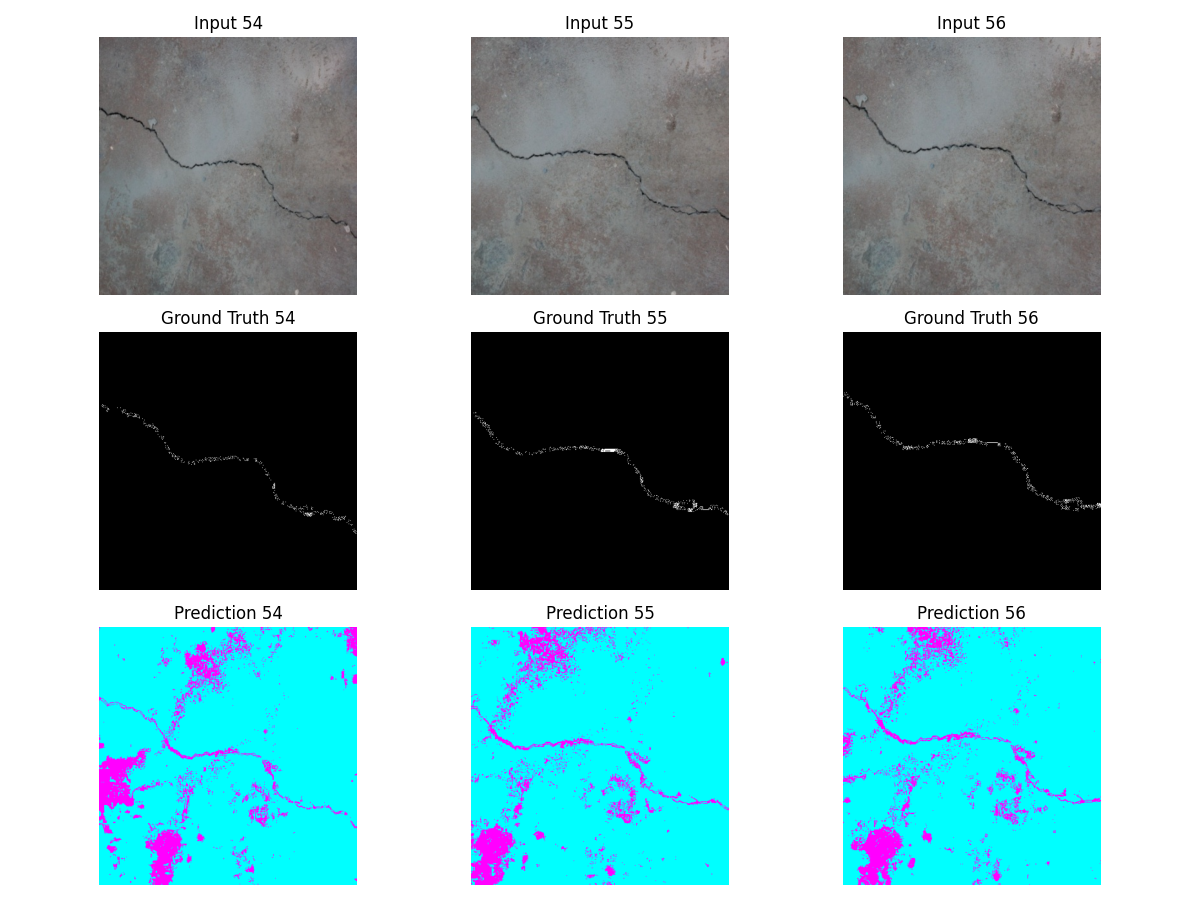 Input 54
Input 55
Input 56
Ground Truth 54
Ground Truth 55
Ground Truth 56
Prediction 54
Prediction 55
Prediction 56